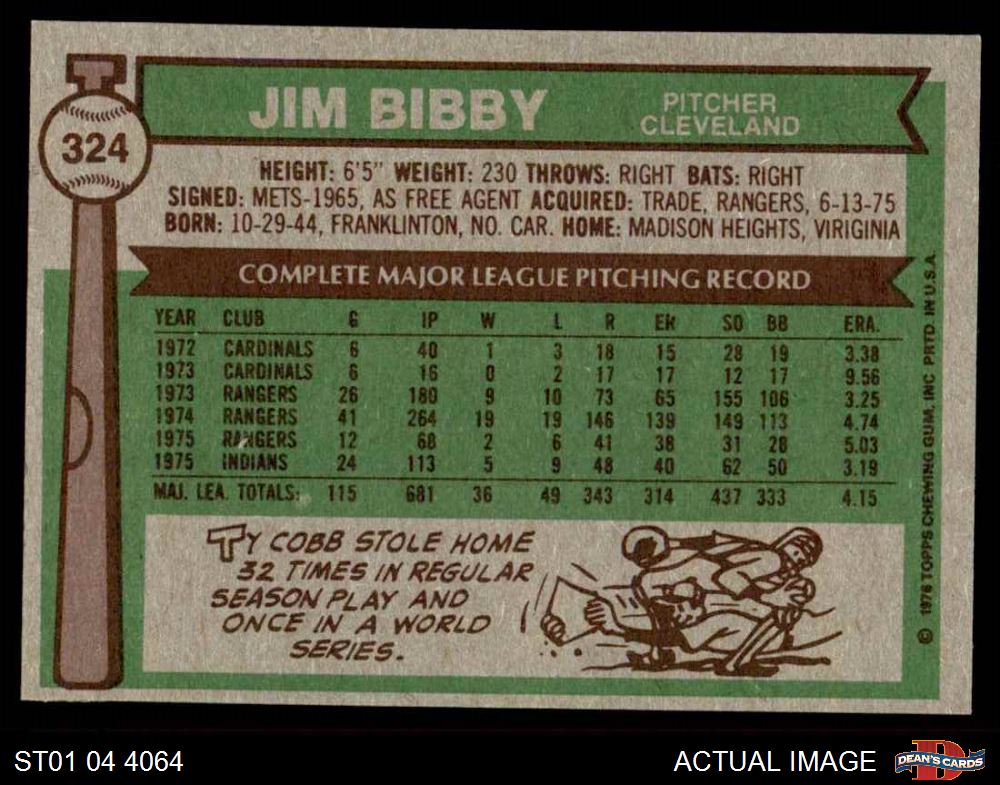 324
JIM BIBBY
PITCHER
CLEVELAND
HEIGHT: 6'5" WEIGHT: 230 THROWS: RIGHT BATS: RIGHT
SIGNED: METS-1965, AS FREE AGENT ACQUIRED: TRADE, RANGERS, 6-13-75
BORN: 10-29-44, FRANKLINTON, NO. CAR. HOME: MADISON HEIGHTS, VIRIGINIA
COMPLETE MAJOR LEAGUE PITCHING RECORD
YEAR CLUB G IP W L R ER SO BB ERA.
1972 CARDINALS 6 40 1 3 18 15 28 19 3.38
1973 CARDINALS 6 16 0 2 17 17 12 17 9.56
1973 RANGERS 26 180 9 10 73 65 155 106 3.25
1974 RANGERS 41 264 19 19 146 139 149 113 4.74
1975 RANGERS 12 68 2 6 41 38 31 28 5.03
1975 INDIANS 24 113 5 9 48 40 62 50 3.19
MAJ. LEA. TOTALS: 115 681 36 49 343 314 437 333 4.15
TY COBB STOLE HOME
32 TIMES IN REGULAR
SEASON PLAY AND
ONCE IN A WORLD
SERIES.
© 1976 TOPPS CHEWING GUM, INC PRTD. IN U.S.A.
ST01 04 4064
ACTUAL IMAGE
DEAN'S CARDS